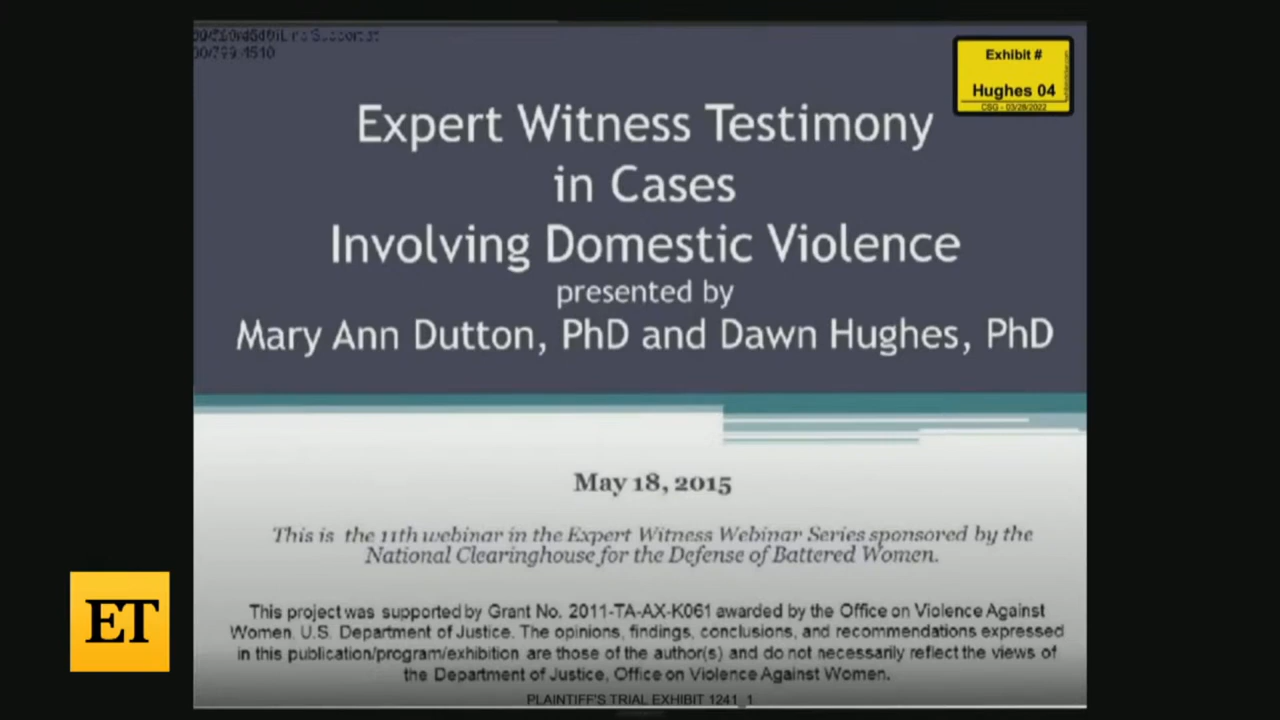 Exhibit #
Hughes 04
CSG - 03/28/2022
Expert Witness Testimony
in Cases
Involving Domestic Violence
presented by
Mary Ann Dutton, PhD and Dawn Hughes, PhD
May 18, 2015
This is the 11th webinar in the Expert Witness Webinar Series sponsored by the
National Clearinghouse for the Defense of Battered Women.
ET
This project was supported by Grant No. 2011-TA-AX-K061 awarded by the Office on Violence Against
Women, U.S. Department of Justice. The opinions, findings, conclusions, and recommendations expressed
in this publication/program/exhibition are those of the author(s) and do not necessarily reflect the views of
the Department of Justice, Office on Violence Against Women.
PLAINTIFF'S TRIAL EXHIBIT 1241_1